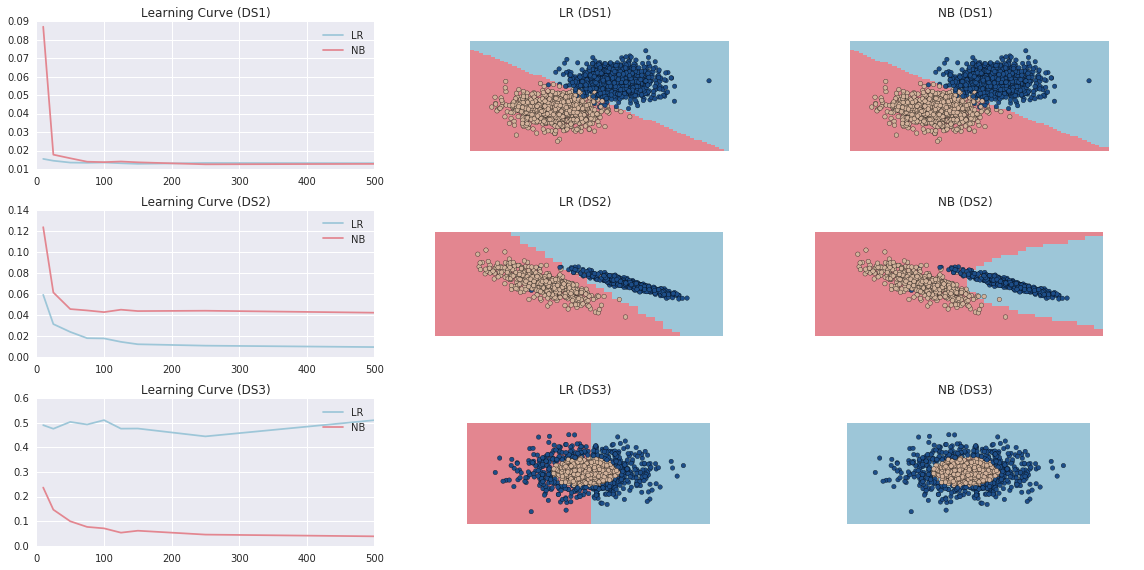 Learning Curve (DS1)
0.09
0.08
0.07
0.06
0.05
0.04
0.03
0.02
0.01
0 100 200 300 400 500
LR
NB
LR (DS1)
NB (DS1)
Learning Curve (DS2)
0.14
0.12
0.10
0.08
0.06
0.04
0.02
0.00
0 100 200 300 400 500
LR
NB
LR (DS2)
NB (DS2)
Learning Curve (DS3)
0.6
0.5
0.4
0.3
0.2
0.1
0.0
0 100 200 300 400 500
LR
NB
LR (DS3)
NB (DS3)